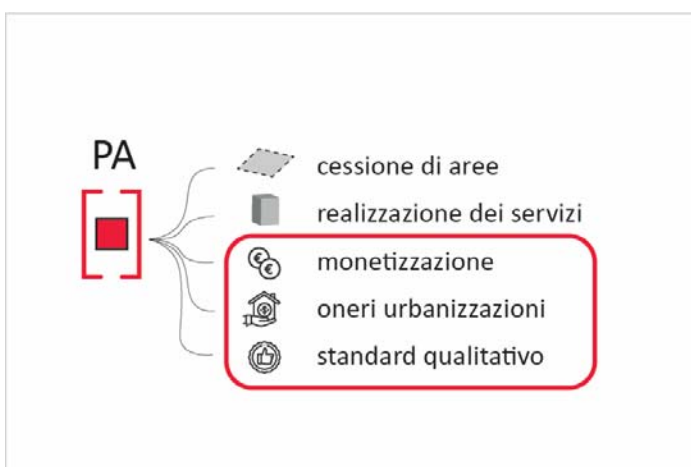 PA
cessione di aree
realizzazione dei servizi
monetizzazione
oneri urbanizzazioni
standard qualitativo